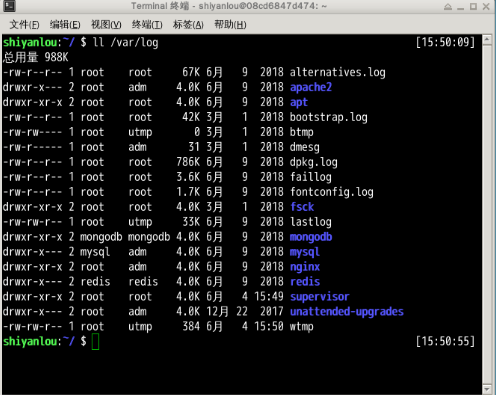 Terminal 终端 - shiyanlou@08cd6847d474: ~
文件(F) 编辑(E) 视图(V) 终端(T) 标签(A) 帮助(H)
shiyanlou:~/ $ ll /var/log [15:50:09]
总用量 988K
-rw-r--r-- 1 root root 67K 6月 9 2018 alternatives.log
drwxr-x--- 2 root adm 4.0K 6月 9 2018 apache2
drwxr-xr-x 2 root root 4.0K 6月 9 2018 apt
-rw-r--r-- 1 root root 42K 3月 1 2018 bootstrap.log
-rw-rw---- 1 root utmp 0 3月 1 2018 btmp
-rw-r----- 1 root adm 31 3月 1 2018 dmesg
-rw-r--r-- 1 root root 786K 6月 9 2018 dpkg.log
-rw-r--r-- 1 root root 3.6K 6月 9 2018 faillog
-rw-r--r-- 1 root root 1.7K 6月 9 2018 fontconfig.log
drwxr-xr-x 2 root root 4.0K 3月 1 2018 fsck
-rw-rw-r-- 1 root utmp 33K 6月 9 2018 lastlog
drwxr-xr-x 2 mongodb mongodb 4.0K 6月 9 2018 mongodb
drwxr-x--- 2 mysql adm 4.0K 6月 9 2018 mysql
drwxr-xr-x 2 root adm 4.0K 6月 9 2018 nginx
drwxr-x--- 2 redis redis 4.0K 6月 9 2018 redis
drwxr-xr-x 2 root root 4.0K 6月 4 15:49 supervisor
drwxr-x--- 2 root adm 4.0K 12月 22 2017 unattended-upgrades
-rw-rw-r-- 1 root utmp 384 6月 4 15:50 wtmp
shiyanlou:~/ $ [15:50:55]